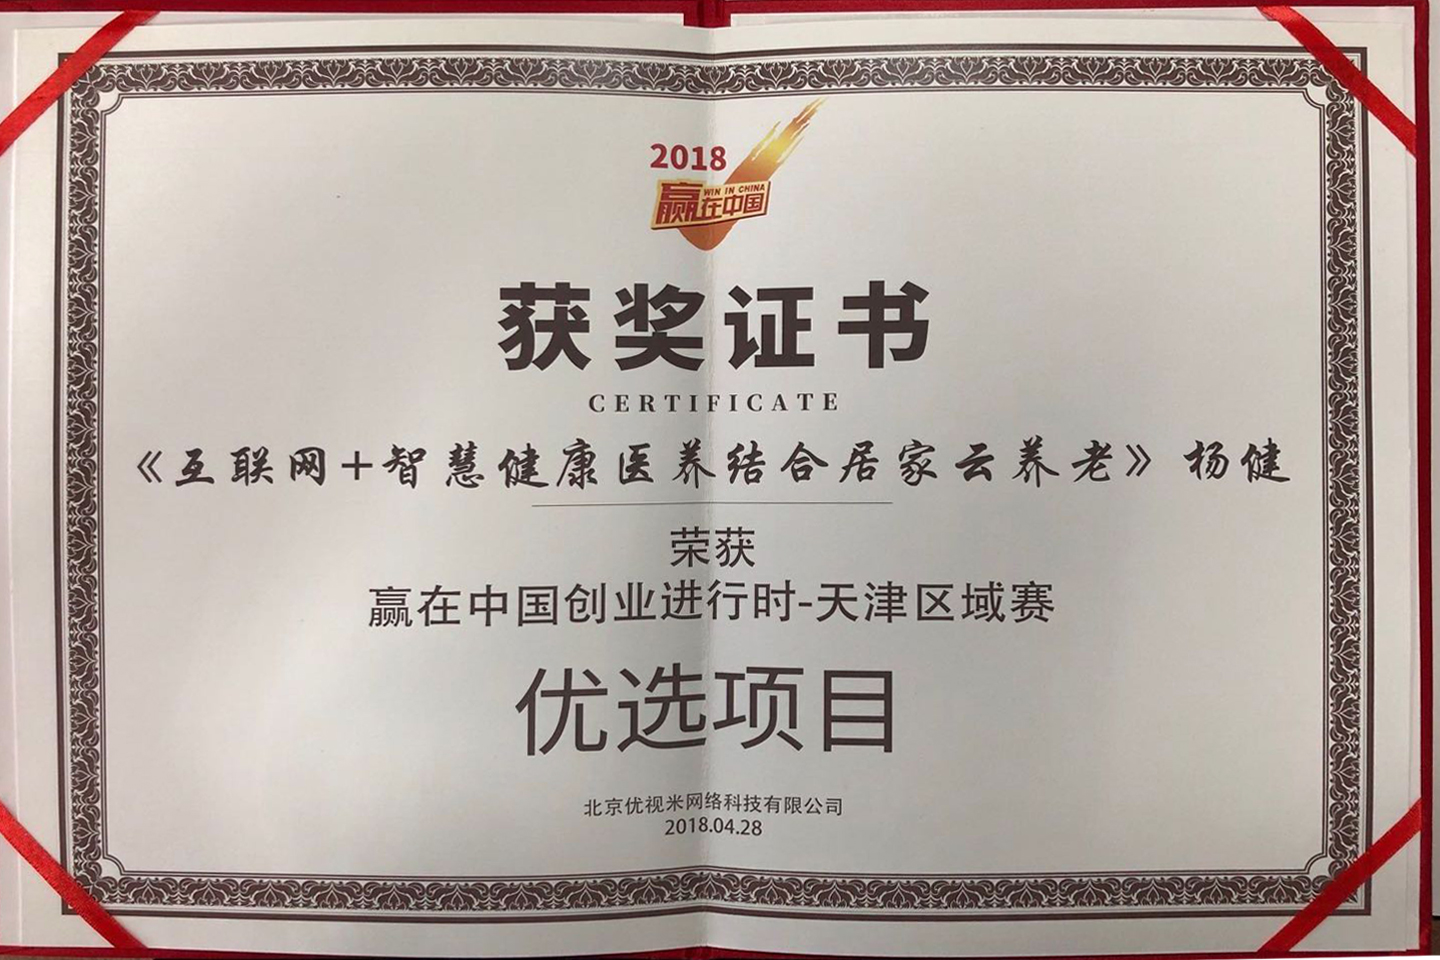 2018
WIN IN CHINA
赢在中国
获奖证书
CERTIFICATE
《互联网+智慧健康医养结合居家云养老》杨健
荣获
赢在中国创业进行时-天津区域赛
优选项目
北京优视米网络科技有限公司
2018.04.28